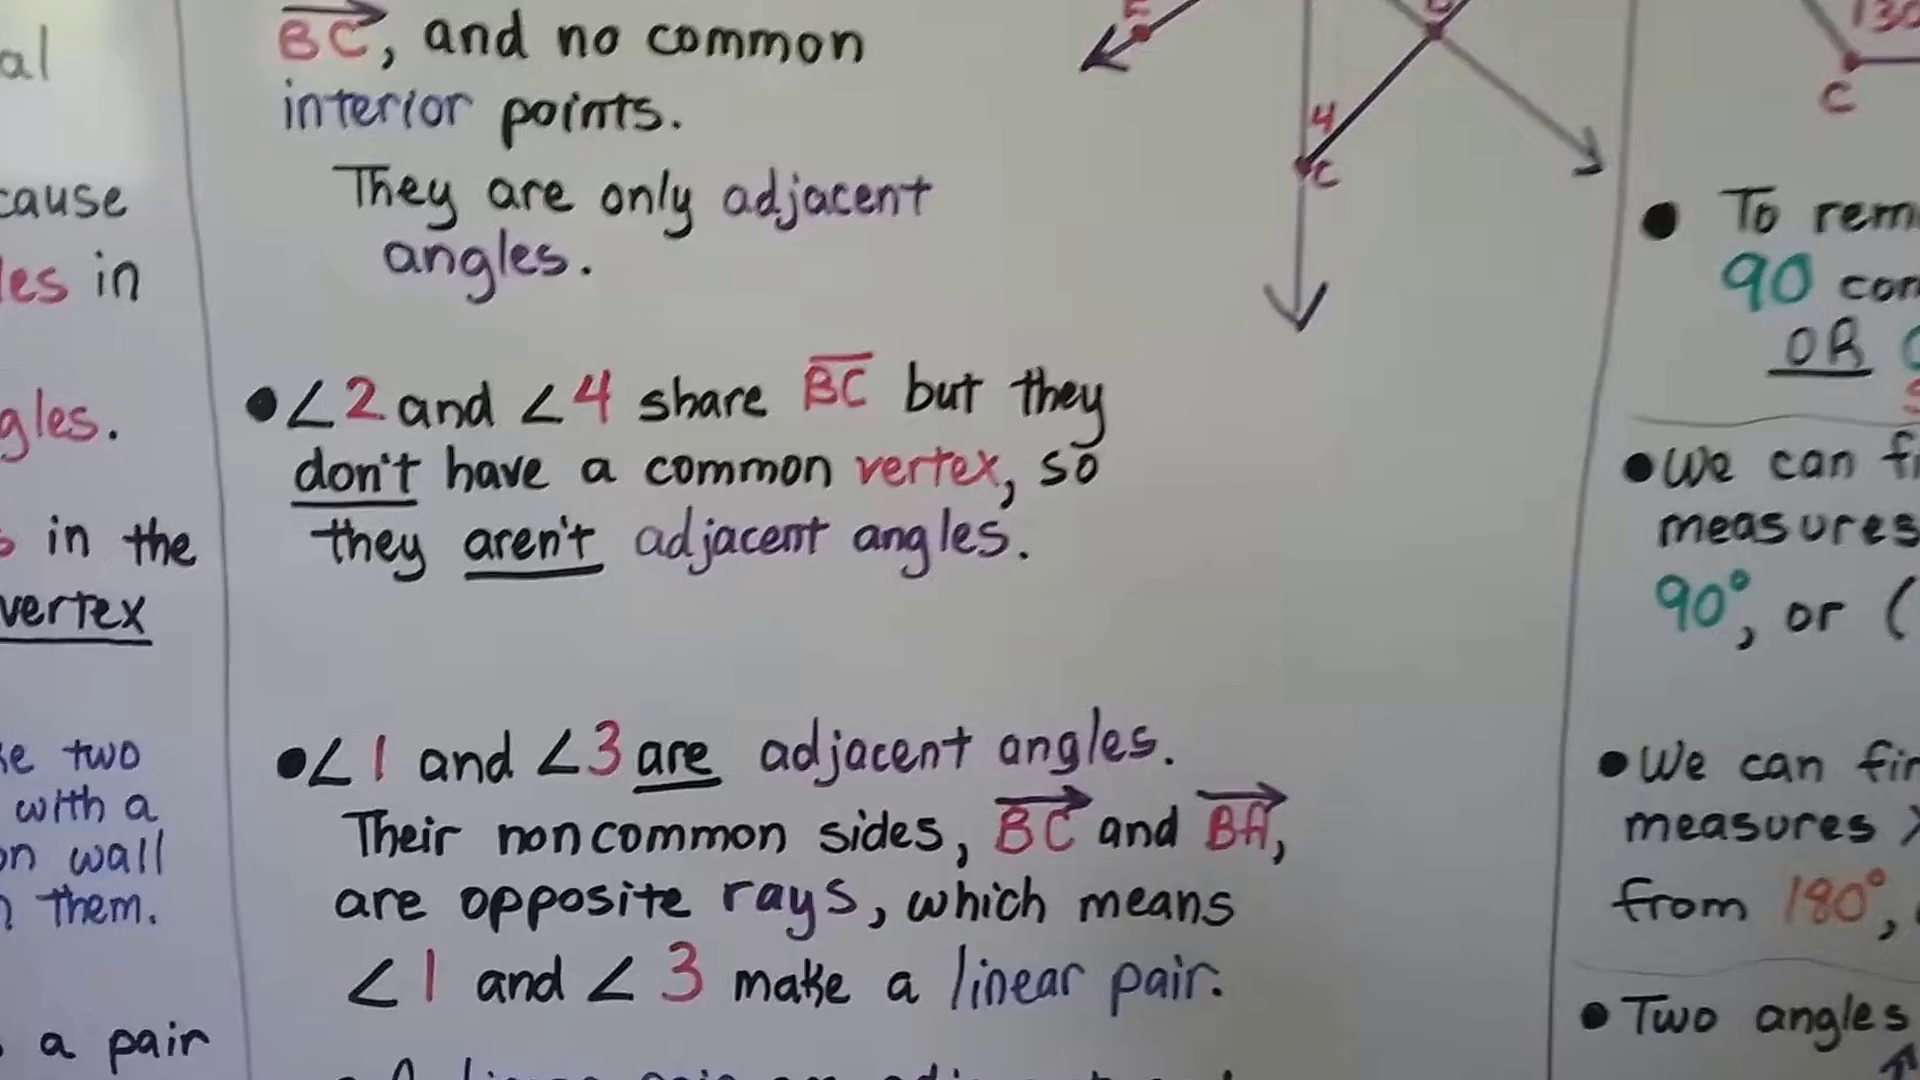 al
cause
les in
gles.
in the
vertex
two
with a
on wall
them.
a pair
BC, and no common
interior points.
They are only adjacent
angles.
•∠2 and ∠4 share BC but they
don't have a common vertex, so
they aren't adjacent angles.
•∠1 and ∠3 are adjacent angles.
Their noncommon sides, BC and BA,
are opposite rays, which means
∠1 and ∠3 make a linear pair.
4
C
130
C
• To rem
90 com
OR
• We can fi
measures
90°, or (
• We can fin
measures
from 180°,
• Two angles